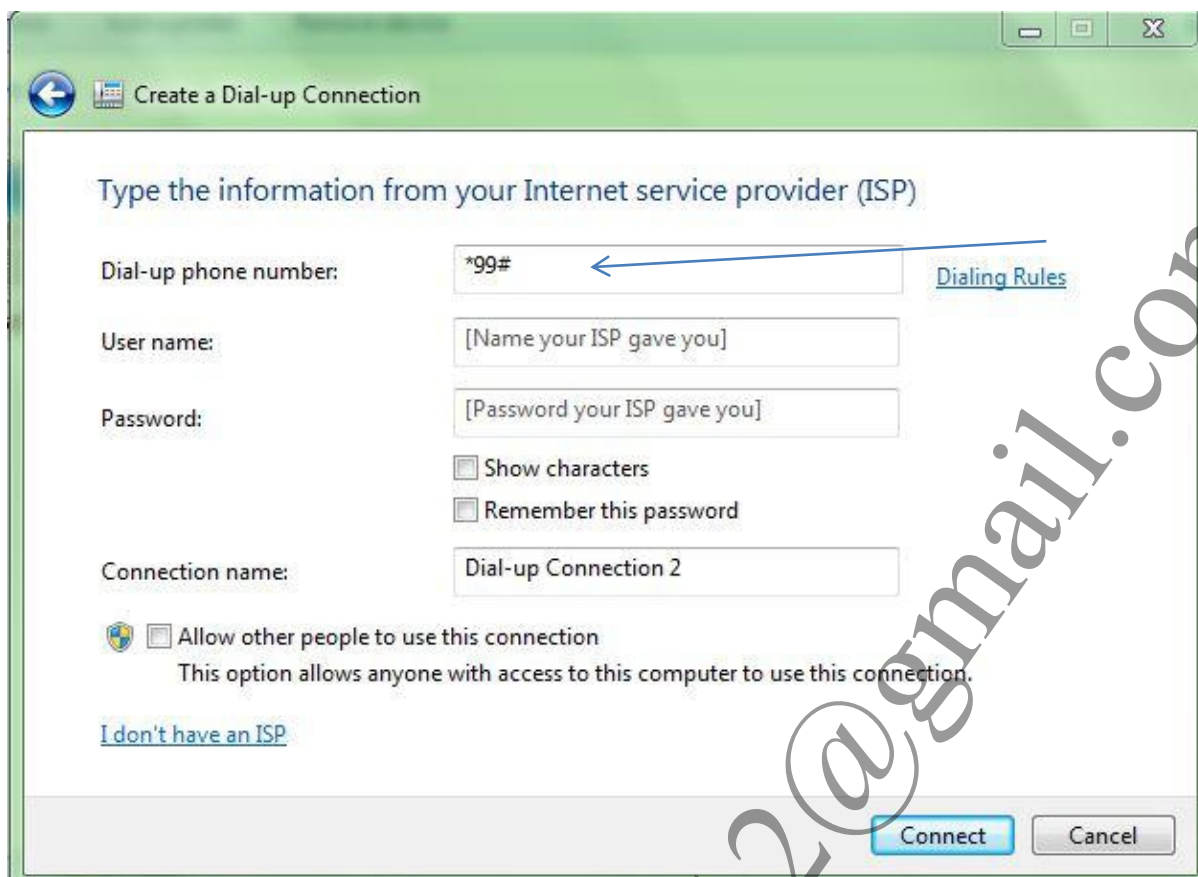 Create a Dial-up Connection
Type the information from your Internet service provider (ISP)
Dial-up phone number:
*99#
Dialing Rules
User name:
[Name your ISP gave you]
Password:
[Password your ISP gave you]
Show characters
Remember this password
Connection name:
Dial-up Connection 2
Allow other people to use this connection
This option allows anyone with access to this computer to use this connection.
I don't have an ISP
Connect
Cancel
2@gmail.com